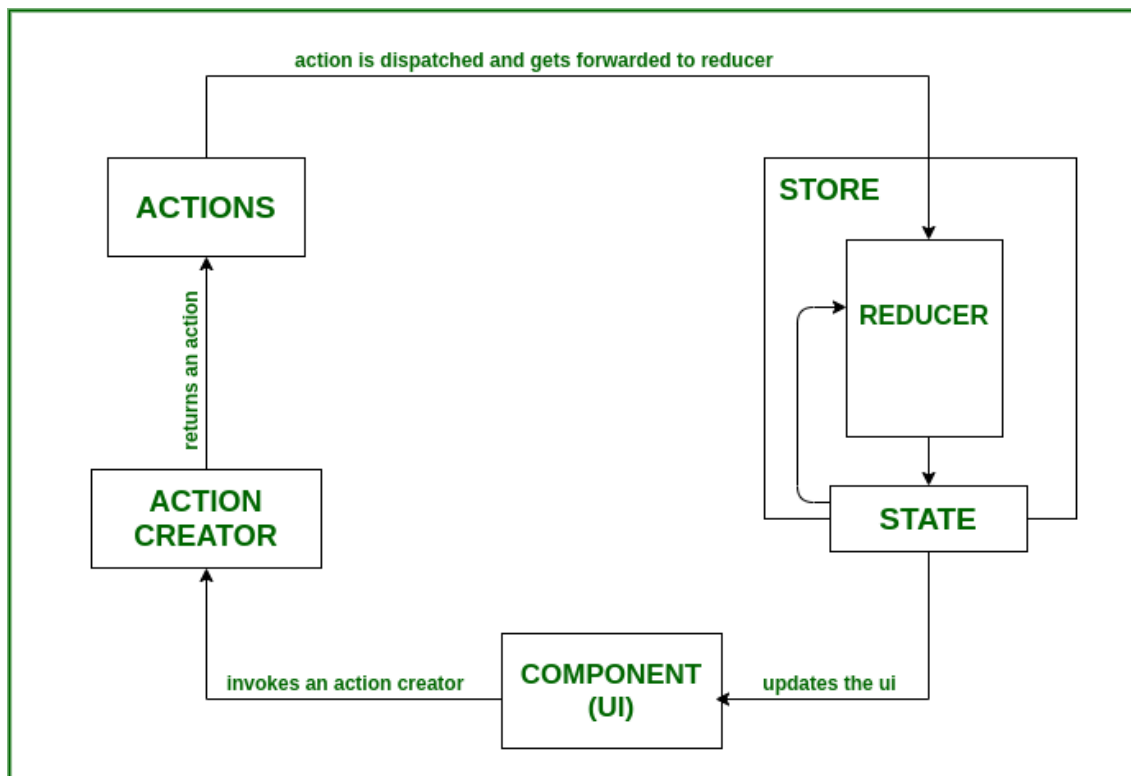 action is dispatched and gets forwarded to reducer
ACTIONS
STORE
REDUCER
returns an action
ACTION
CREATOR
STATE
COMPONENT
(UI)
invokes an action creator
updates the ui